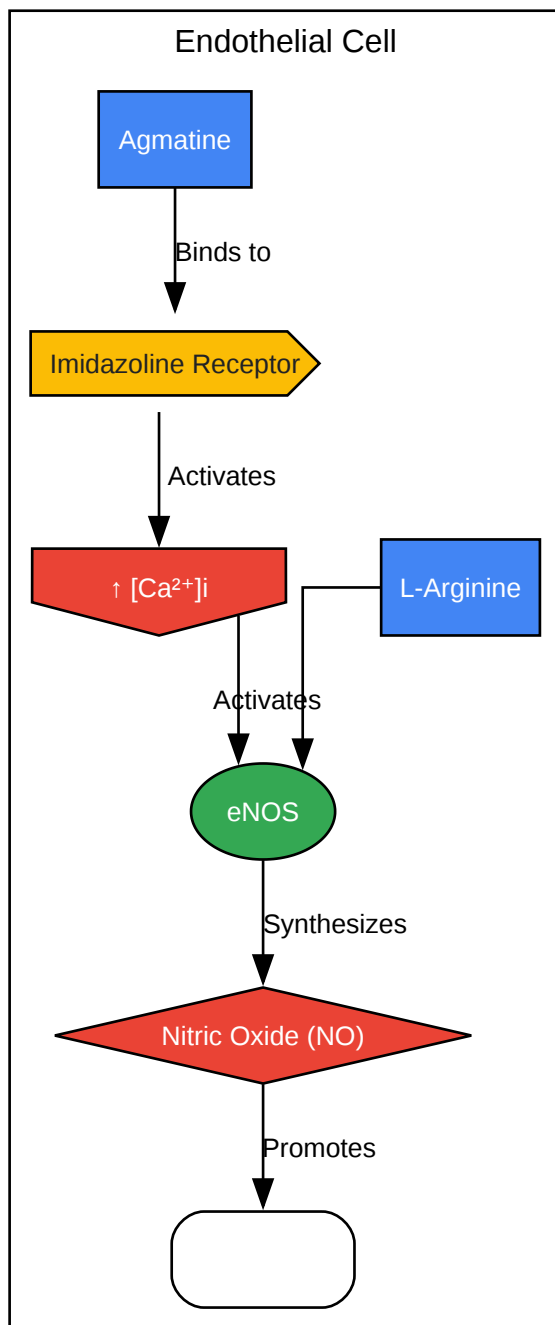 Endothelial Cell
Agmatine
Binds to
Imidazoline Receptor
Activates
↑ [Ca²⁺]i
L-Arginine
Activates
eNOS
Synthesizes
Nitric Oxide (NO)
Promotes